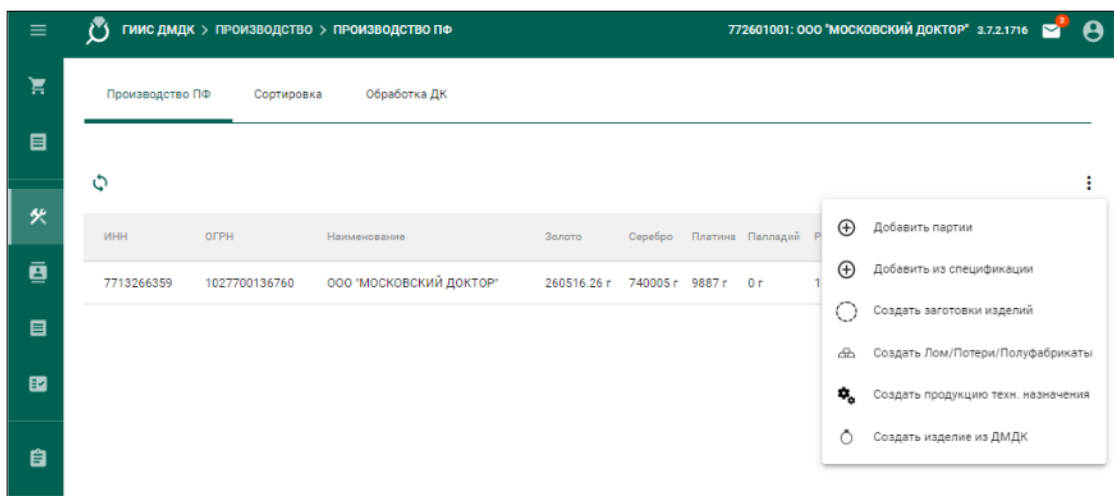 ГИИС ДМДК > ПРОИЗВОДСТВО > ПРОИЗВОДСТВО ПФ
772601001: ООО "МОСКОВСКИЙ ДОКТОР" 3.7.2.1716 3
Производство ПФ Сортировка Обработка ДК
ИНН ОГРН Наименование Золото Серебро Платина Палладий Р
7713266359 1027700136760 ООО "МОСКОВСКИЙ ДОКТОР" 260516.26 г 740005 г 9887 г 0 г 1
Добавить партии
Добавить из спецификации
Создать заготовки изделий
Создать Лом/Потери/Полуфабрикаты
Создать продукцию техн. назначения
Создать изделие из ДМДК